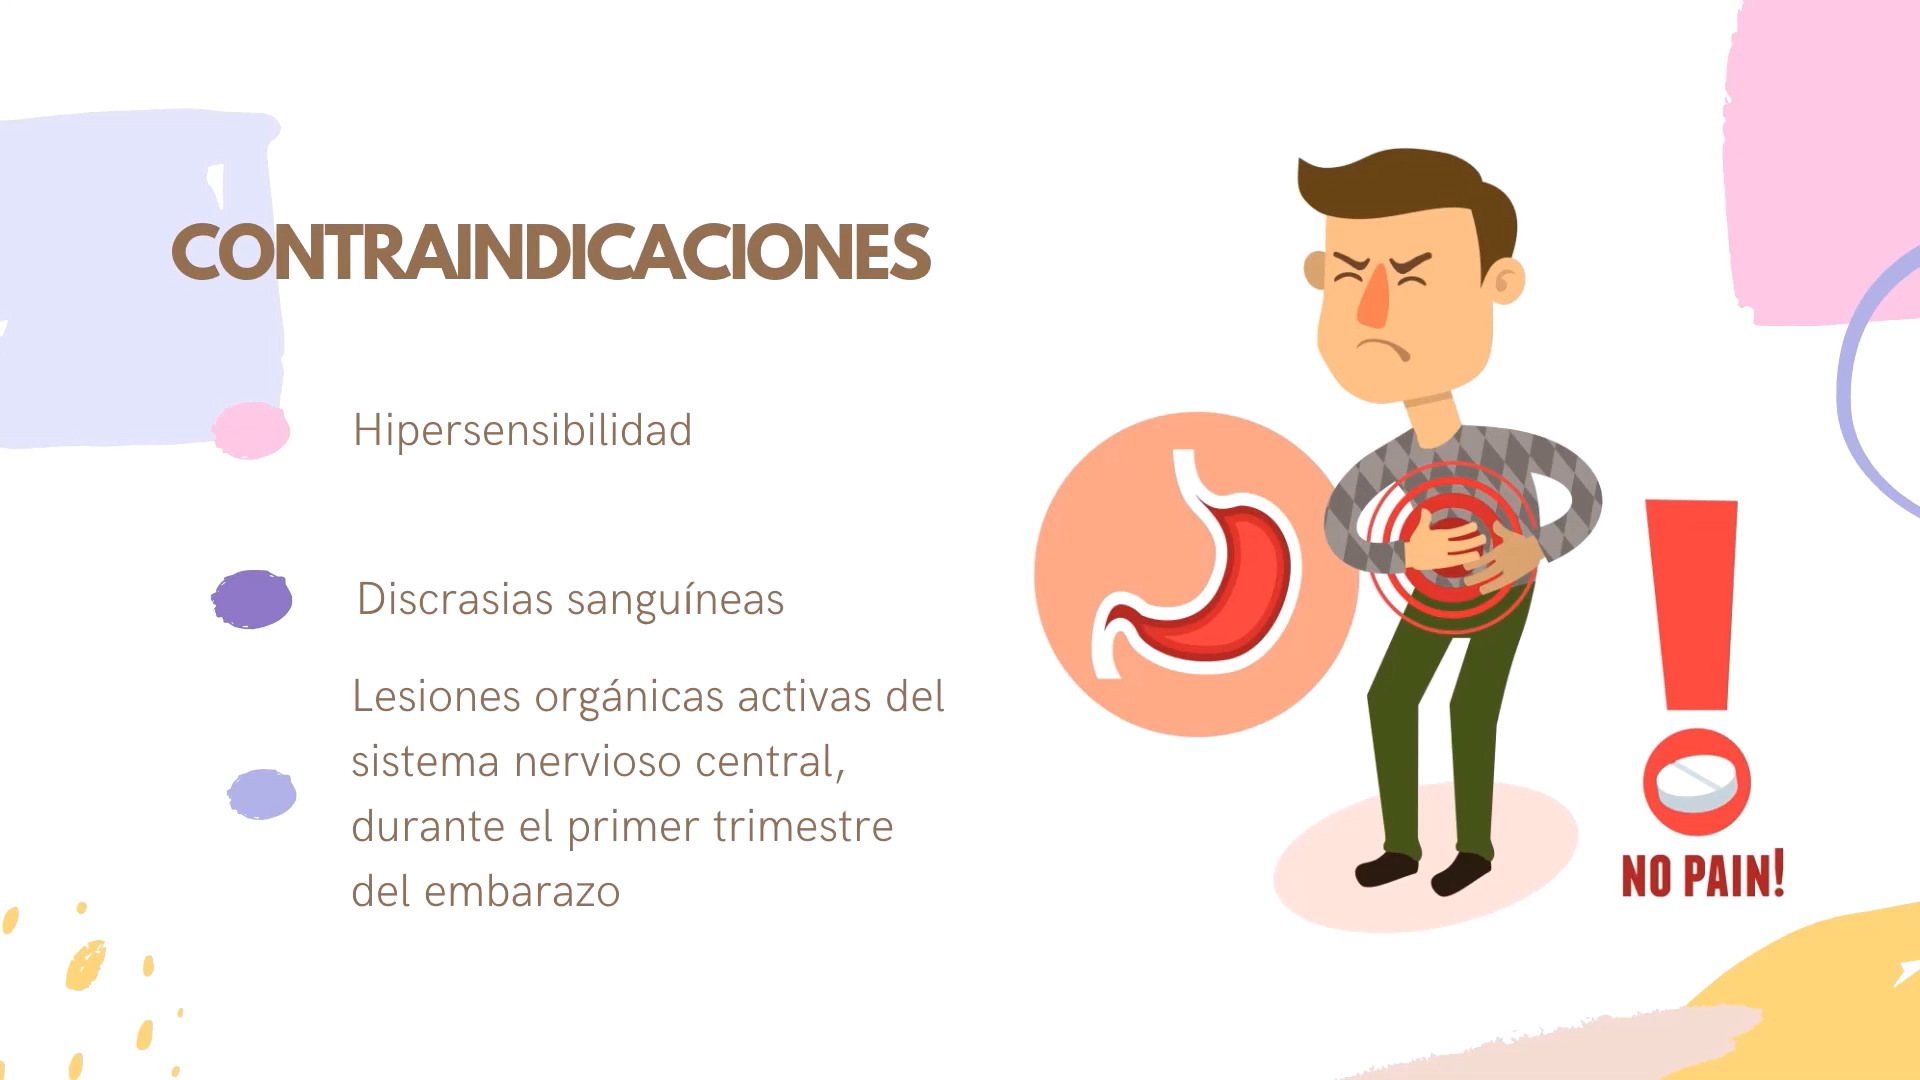 CONTRAINDICACIONES
Hipersensibilidad
Discrasias sanguíneas
Lesiones orgánicas activas del
sistema nervioso central,
durante el primer trimestre
del embarazo
NO PAIN!